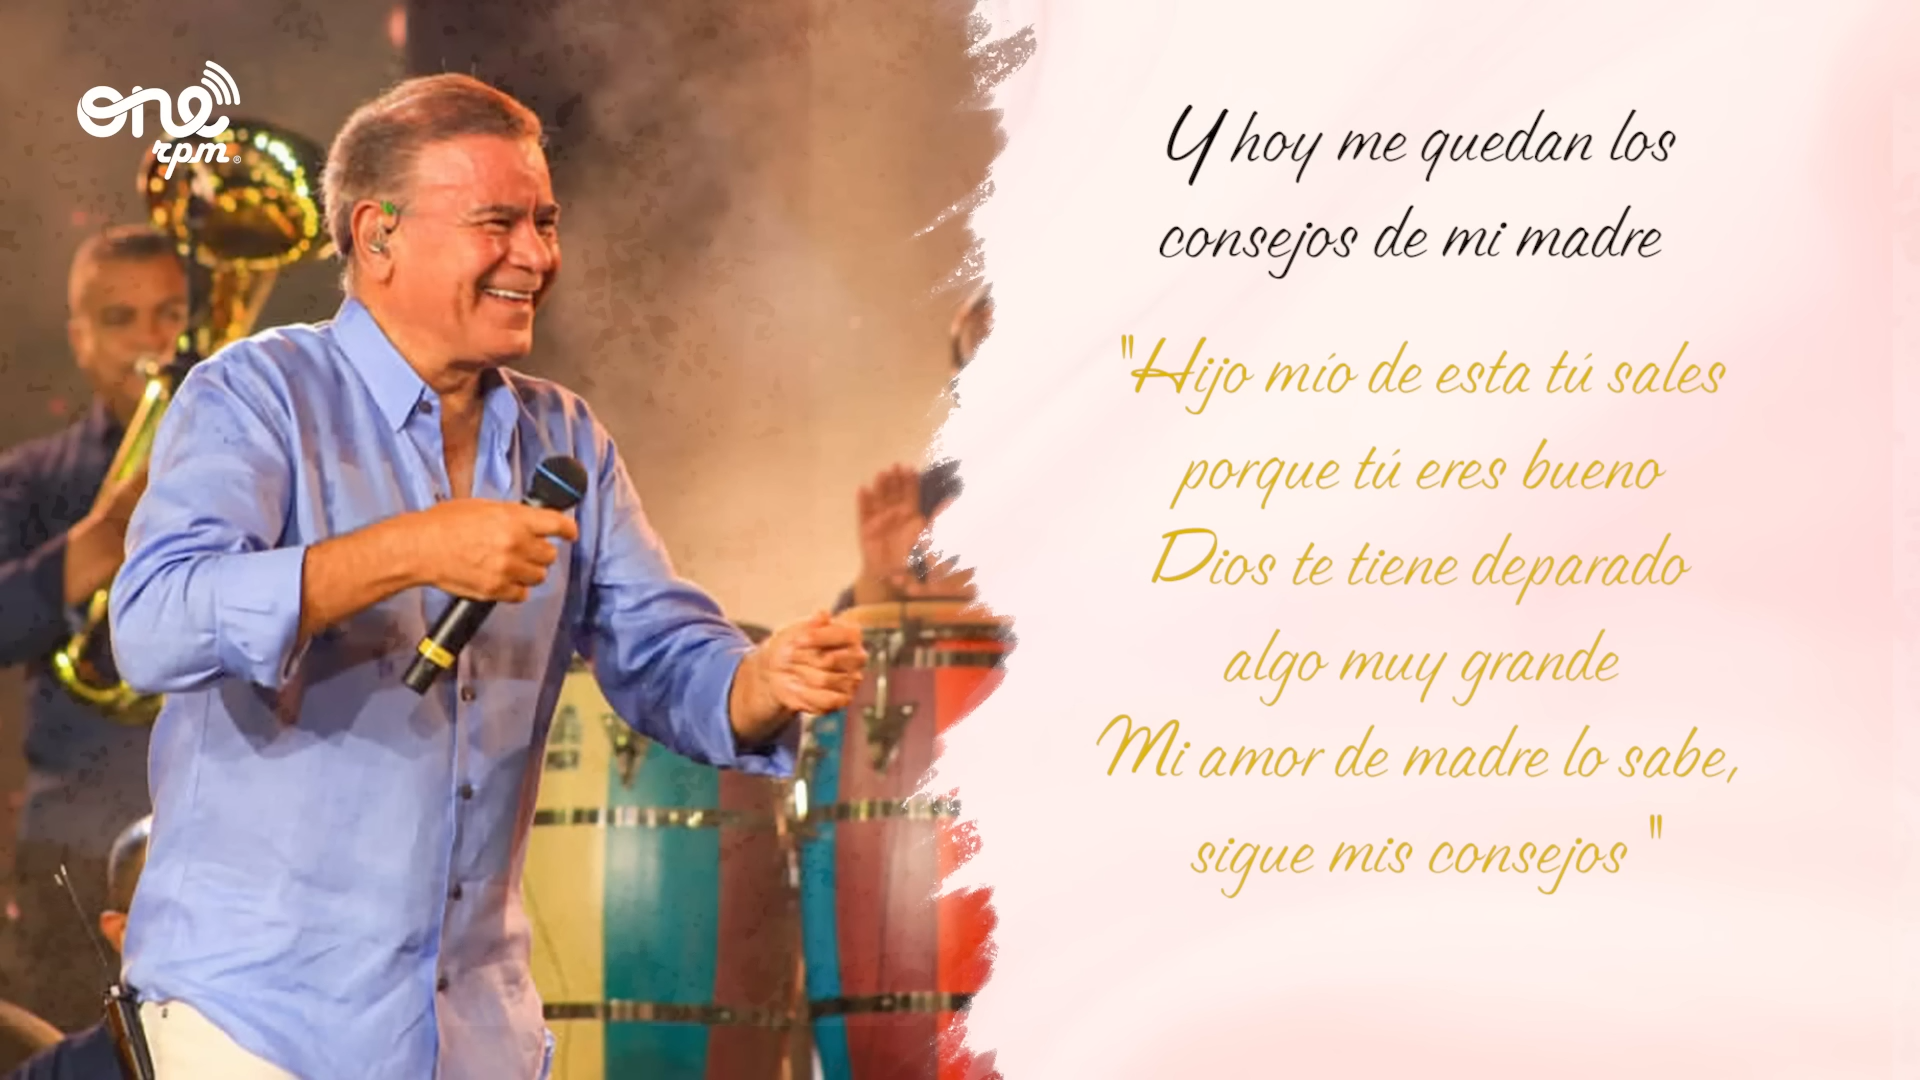 one
rpm®
Y hoy me quedan los
consejos de mi madre
"Hijo mío de esta tú sales
porque tú eres bueno
Dios te tiene deparado
algo muy grande
Mi amor de madre lo sabe,
sigue mis consejos "